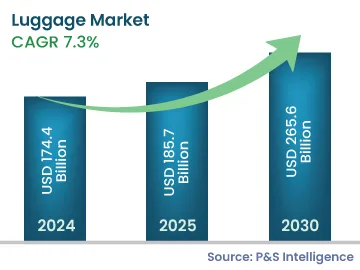 Luggage Market
CAGR 7.3%
USD 174.4
Billion
2024
USD 185.7
Billion
2025
USD 265.6
Billion
2030
Source: P&S Intelligence